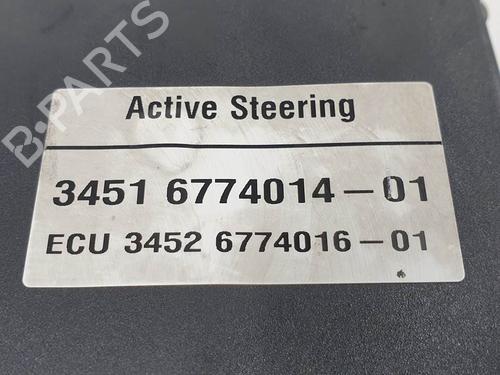 B-PARTS
Active Steering
3451 6774014-01
ECU 3452 6774016-01